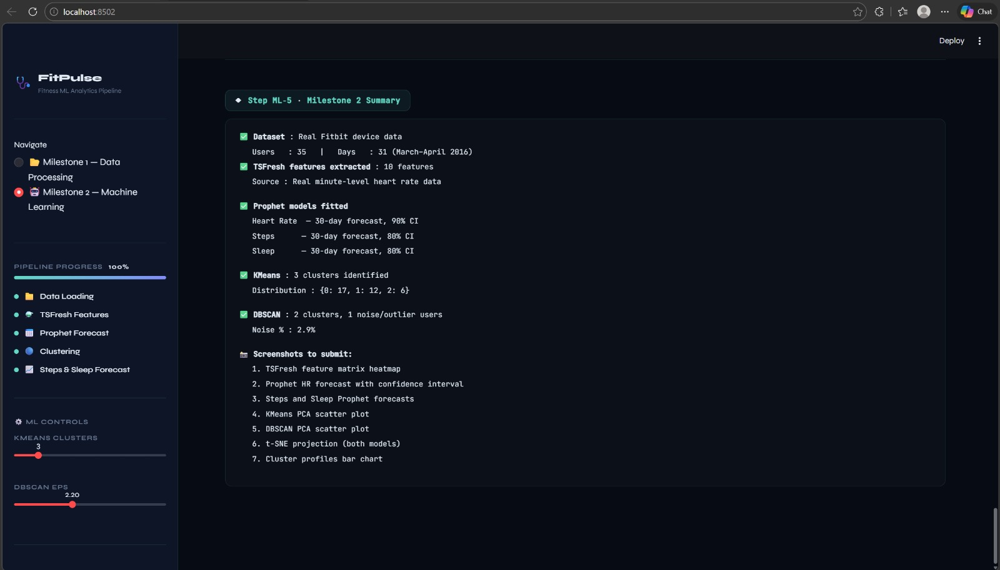 localhost:8502
Chat
Deploy
FitPulse
Fitness ML Analytics Pipeline
Navigate
Milestone 1 — Data
Processing
Milestone 2 — Machine
Learning
PIPELINE PROGRESS 100%
Data Loading
TSFresh Features
Prophet Forecast
Clustering
Steps & Sleep Forecast
ML CONTROLS
KMEANS CLUSTERS
3
DBSCAN EPS
2.20
Step ML-5 · Milestone 2 Summary
Dataset : Real Fitbit device data
Users : 35 | Days : 31 (March–April 2016)
TSFresh features extracted : 10 features
Source : Real minute-level heart rate data
Prophet models fitted
Heart Rate — 30-day forecast, 90% CI
Steps — 30-day forecast, 80% CI
Sleep — 30-day forecast, 80% CI
KMeans : 3 clusters identified
Distribution : {0: 17, 1: 12, 2: 6}
DBSCAN : 2 clusters, 1 noise/outlier users
Noise % : 2.9%
Screenshots to submit:
1. TSFresh feature matrix heatmap
2. Prophet HR forecast with confidence interval
3. Steps and Sleep Prophet forecasts
4. KMeans PCA scatter plot
5. DBSCAN PCA scatter plot
6. t-SNE projection (both models)
7. Cluster profiles bar chart